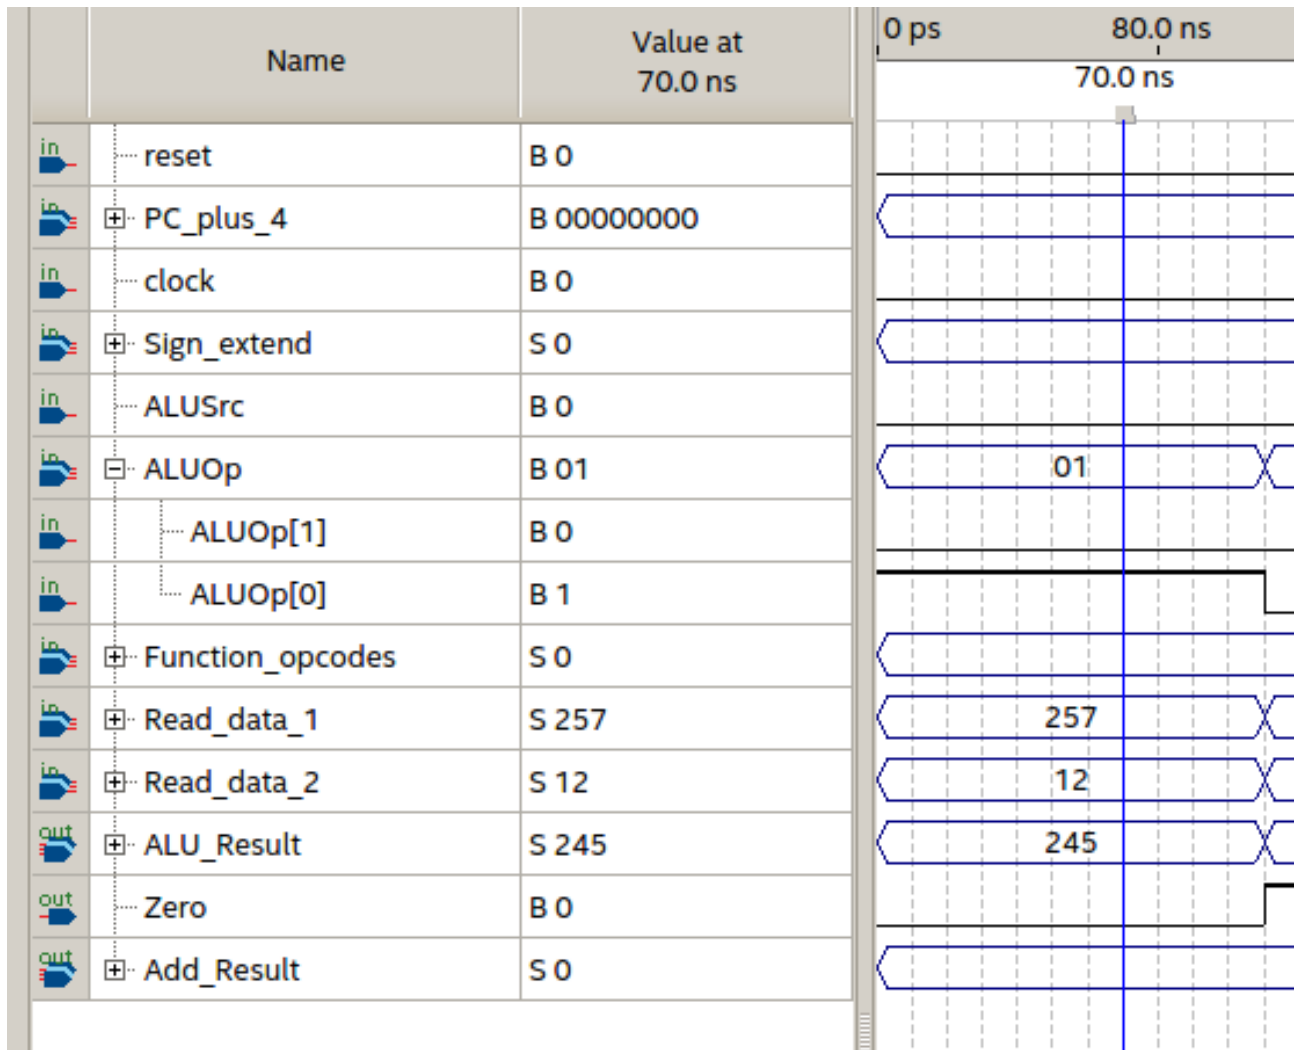 Name
Value at
70.0 ns
0 ps 80.0 ns
70.0 ns
in reset B 0
in PC_plus_4 B 00000000
in clock B 0
in Sign_extend S 0
in ALUSrc B 0
in ALUOp B 01 01
in ALUOp[1] B 0
in ALUOp[0] B 1
in Function_opcodes S 0
in Read_data_1 S 257 257
in Read_data_2 S 12 12
out ALU_Result S 245 245
out Zero B 0
out Add_Result S 0